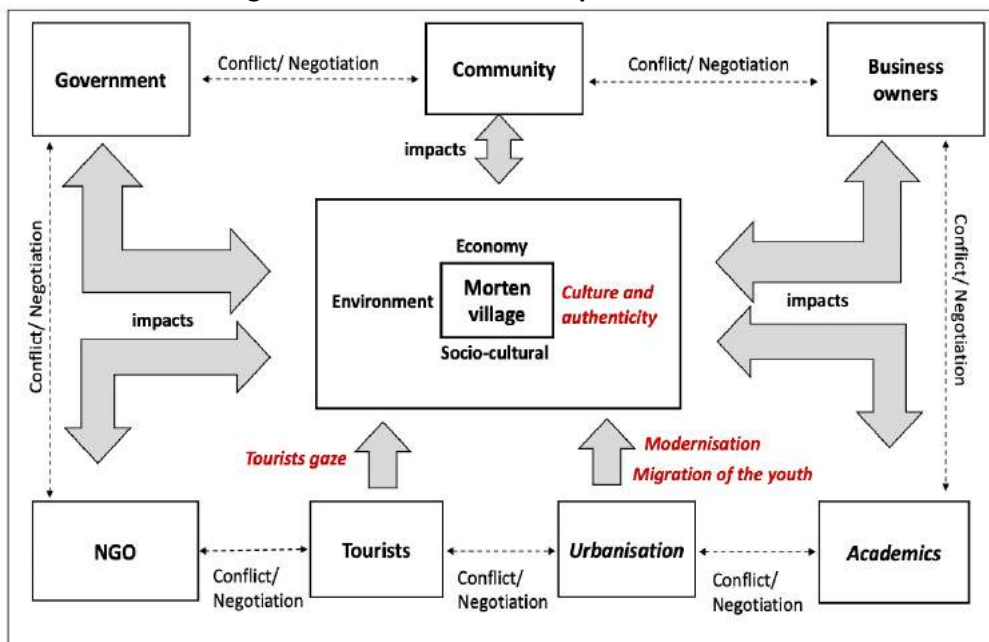 Government
Conflict/ Negotiation
Community
Conflict/ Negotiation
Business
owners
impacts
Conflict/ Negotiation
Conflict/ Negotiation
Economy
Environment
Morten
village
Culture and
authenticity
Socio-cultural
impacts
impacts
Tourists gaze
Modernisation
Migration of the youth
NGO
Conflict/
Negotiation
Tourists
Conflict/
Negotiation
Urbanisation
Conflict/
Negotiation
Academics